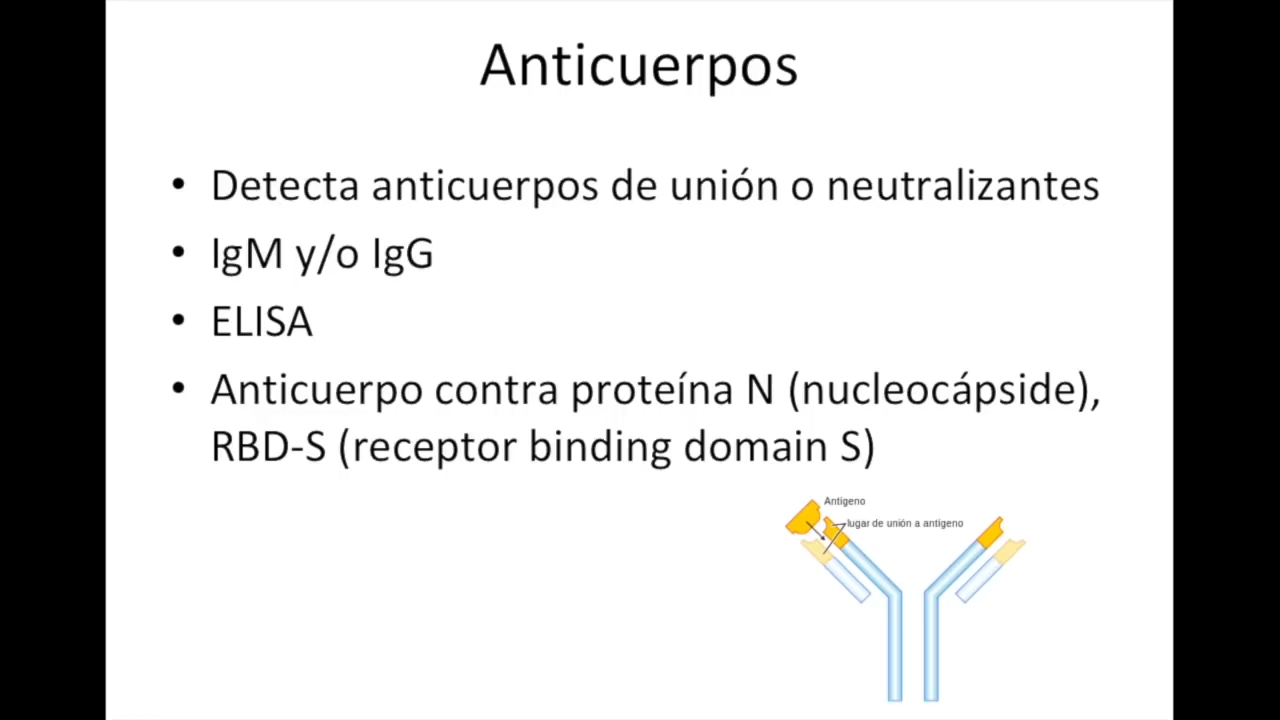 Anticuerpos
• Detecta anticuerpos de unión o neutralizantes
• IgM y/o IgG
• ELISA
• Anticuerpo contra proteína N (nucleocápside),
RBD-S (receptor binding domain S)
Antígeno
lugar de unión a antígeno